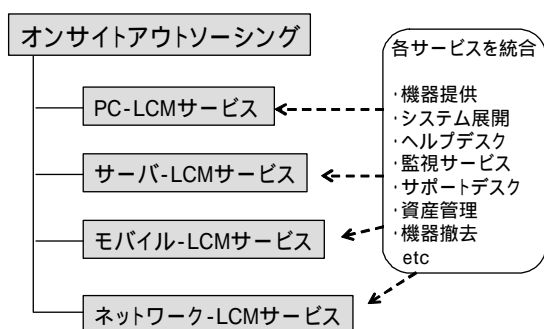 オンサイトアウトソーシング
PC-LCMサービス
サーバ-LCMサービス
モバイル-LCMサービス
ネットワーク-LCMサービス
各サービスを統合
・機器提供
・システム展開
・ヘルプデスク
・監視サービス
・サポートデスク
・資産管理
・機器撤去
etc